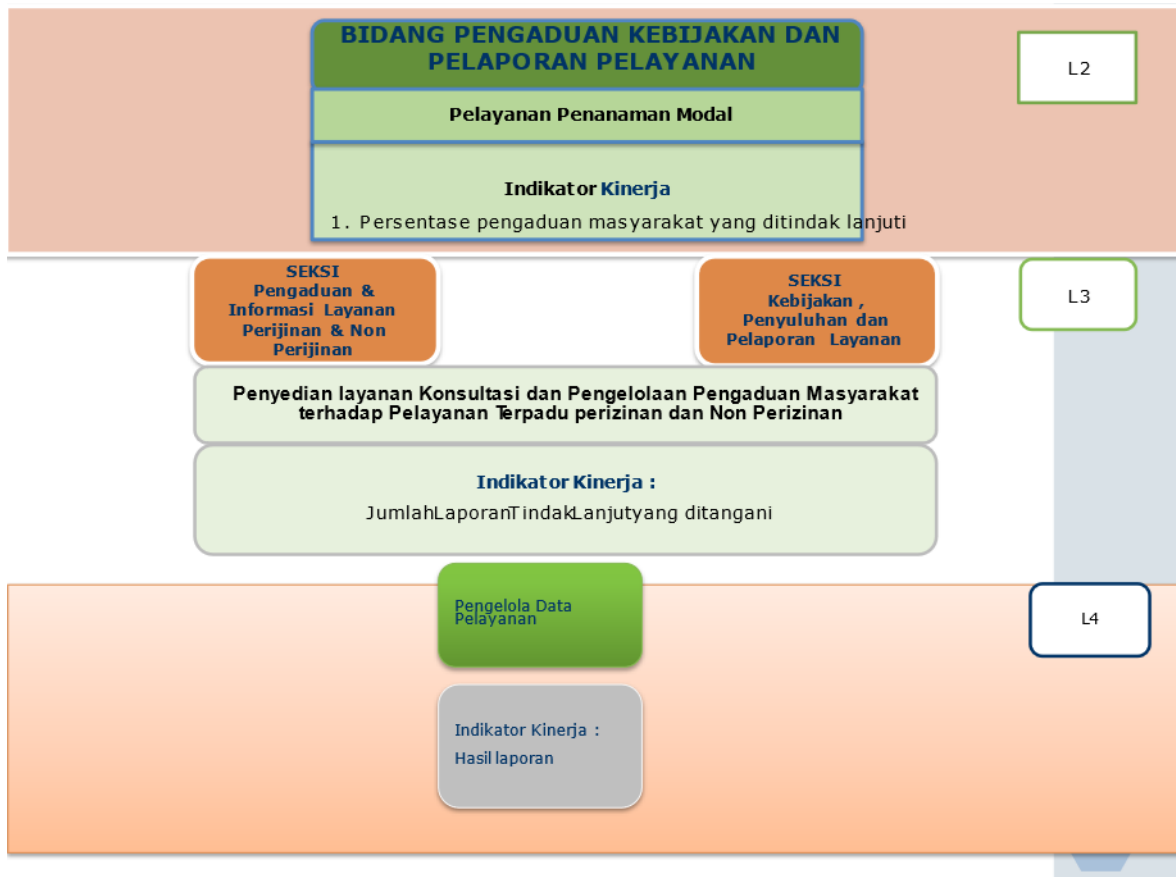 BIDANG PENGADUAN KEBIJAKAN DAN
PELAPORAN PELAYANAN
L2
Pelayanan Penanaman Modal
Indikator Kinerja
1. Persentase pengaduan masyarakat yang ditindak lanjuti
SEKSI
Pengaduan &
Informasi Layanan
Perijinan & Non
Perijinan
SEKSI
Kebijakan ,
Penyuluhan dan
Pelaporan Layanan
L3
Penyedian layanan Konsultasi dan Pengelolaan Pengaduan Masyarakat
terhadap Pelayanan Terpadu perizinan dan Non Perizinan
Indikator Kinerja :
JumlahLaporanTindakLanjutyang ditangani
Pengelola Data
Pelayanan
L4
Indikator Kinerja :
Hasil laporan